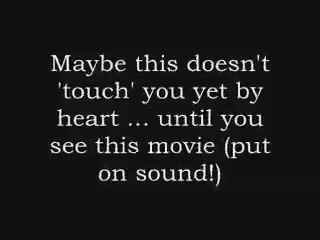 Maybe this doesn't
'touch' you yet by
heart ... until you
see this movie (put
on sound!)